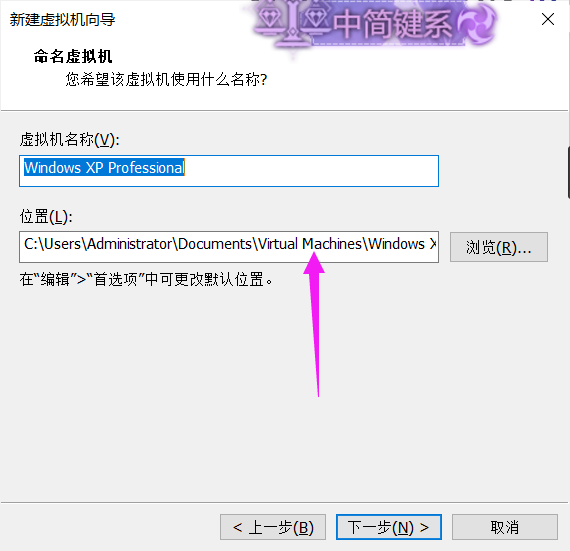 新建虚拟机向导
中简键系
命名虚拟机
您希望该虚拟机使用什么名称?
虚拟机名称(V):
Windows XP Professional
位置(L):
C:\Users\Administrator\Documents\Virtual Machines\Windows X
浏览(R)...
在“编辑”>“首选项”中可更改默认位置。
< 上一步(B)
下一步(N) >
取消